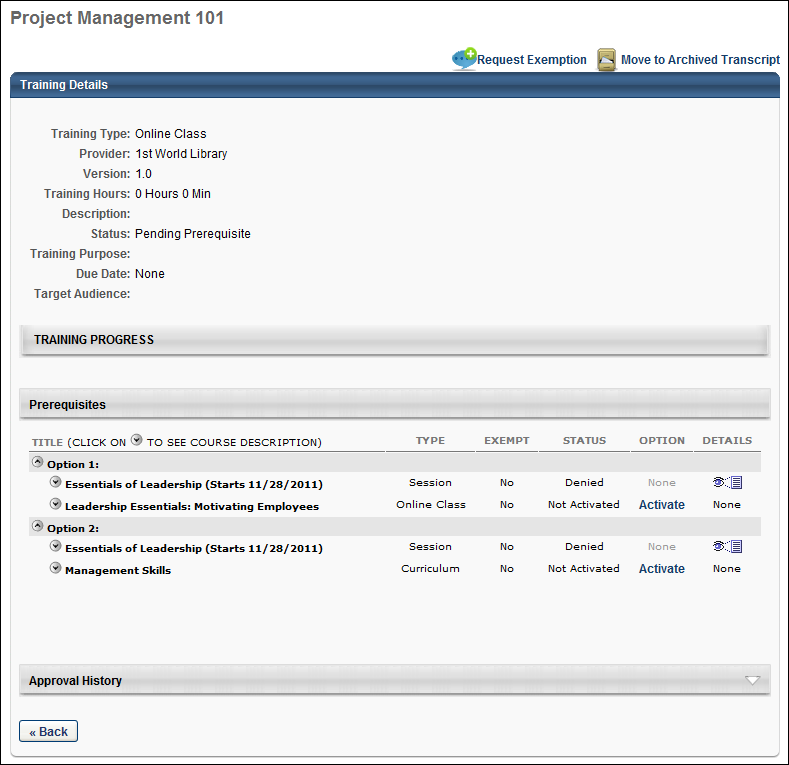 Project Management 101
Request Exemption Move to Archived Transcript
Training Details
Training Type: Online Class
Provider: 1st World Library
Version: 1.0
Training Hours: 0 Hours 0 Min
Description:
Status: Pending Prerequisite
Training Purpose:
Due Date: None
Target Audience:
TRAINING PROGRESS
Prerequisites
TITLE (CLICK ON TO SEE COURSE DESCRIPTION) TYPE EXEMPT STATUS OPTION DETAILS
Option 1:
Essentials of Leadership (Starts 11/28/2011) Session No Denied None
Leadership Essentials: Motivating Employees Online Class No Not Activated Activate None
Option 2:
Essentials of Leadership (Starts 11/28/2011) Session No Denied None
Management Skills Curriculum No Not Activated Activate None
Approval History
« Back